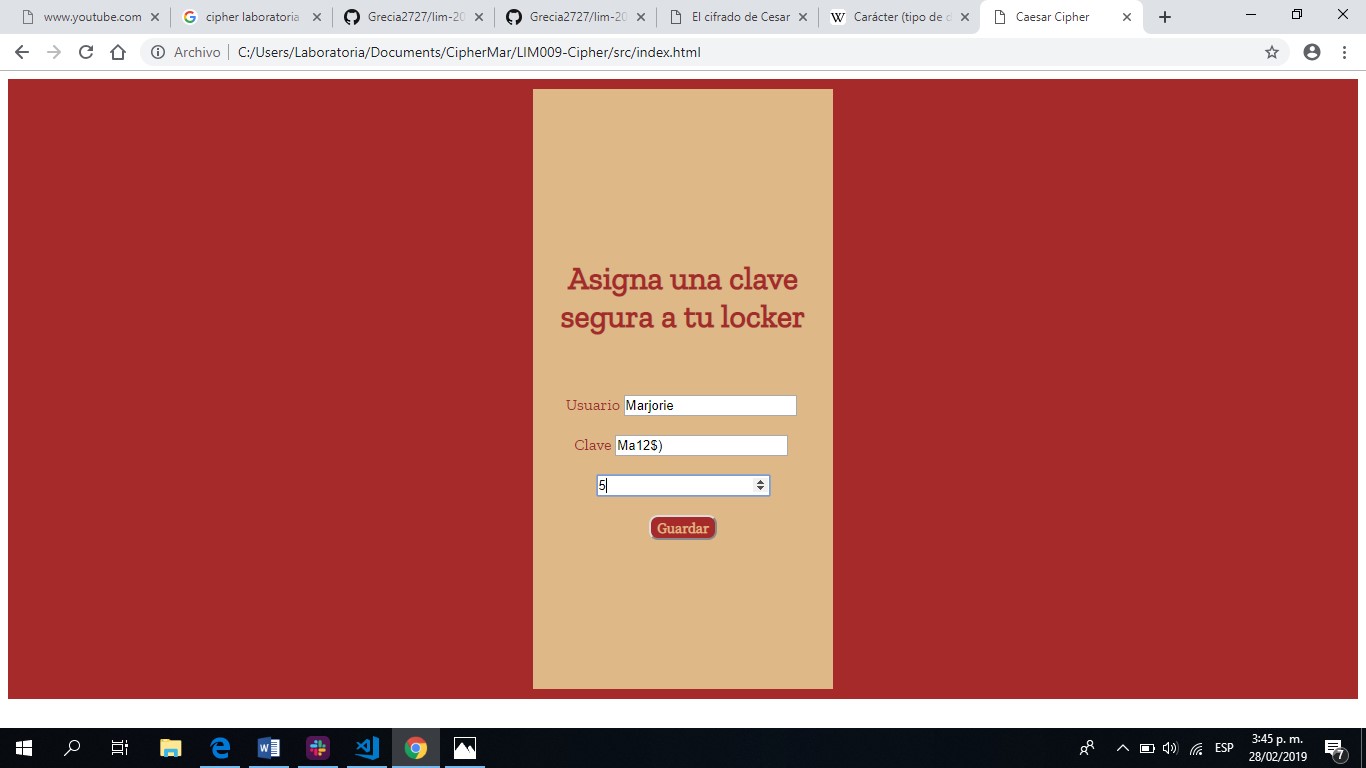 www.youtube.com
cipher laboratoria
Grecia2727/lim-20
Grecia2727/lim-20
El cifrado de Cesar
Carácter (tipo de d
Caesar Cipher
Archivo
C:/Users/Laboratoria/Documents/CipherMar/LIM009-Cipher/src/index.html
Asigna una clave
segura a tu locker
Usuario Marjorie
Clave Ma12$)
5
Guardar
ESP
3:45 p. m.
28/02/2019
7